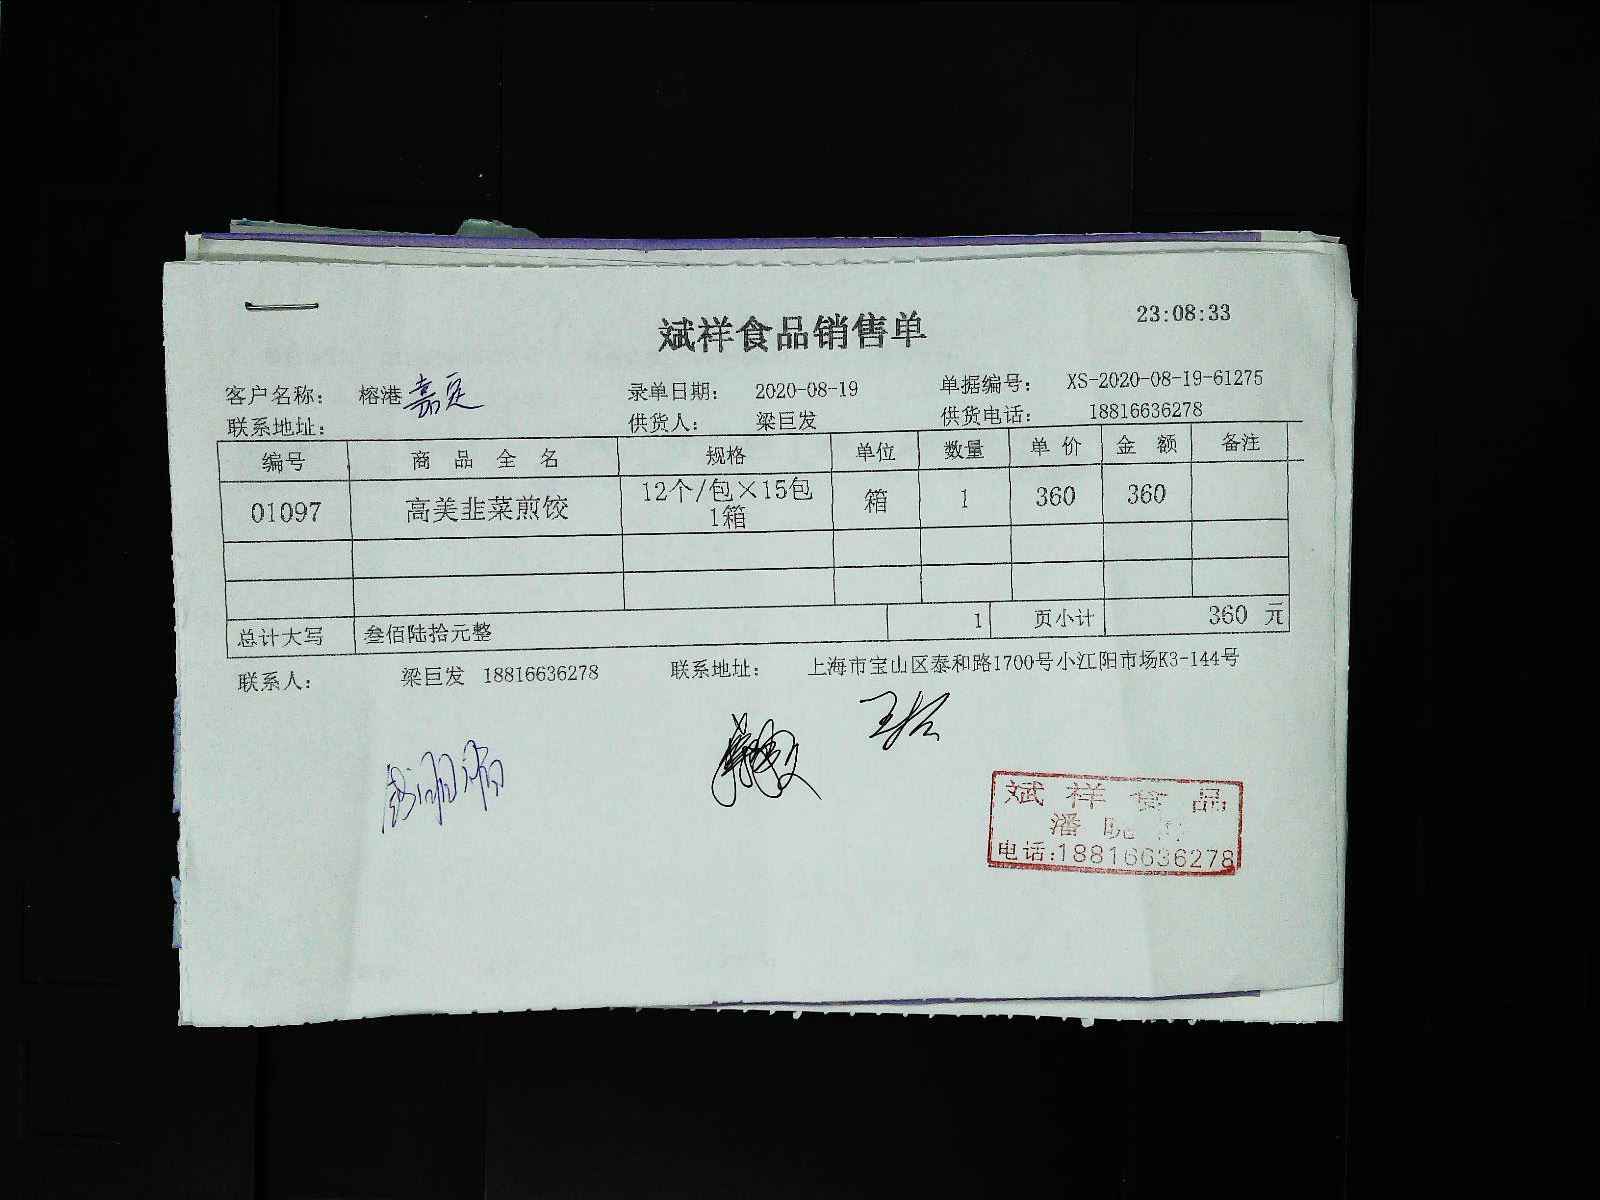 斌祥食品销售单
23:08:33
客户名称： 榕港 嘉定 录单日期： 2020-08-19 单据编号： XS-2020-08-19-61275
联系地址： 供货人： 梁巨发 供货电话： 18816636278
编号 商 品 全 名 规格 单位 数量 单 价 金 额 备注
01097 高美韭菜煎饺 12个/包×15包 箱 1 360 360
1箱
总计大写 叁佰陆拾元整 1 页小计 360 元
联系人： 梁巨发 18816636278 联系地址： 上海市宝山区泰和路1700号小江阳市场K3-144号
斌 祥 食 品
潘 晓
电话:18816636278